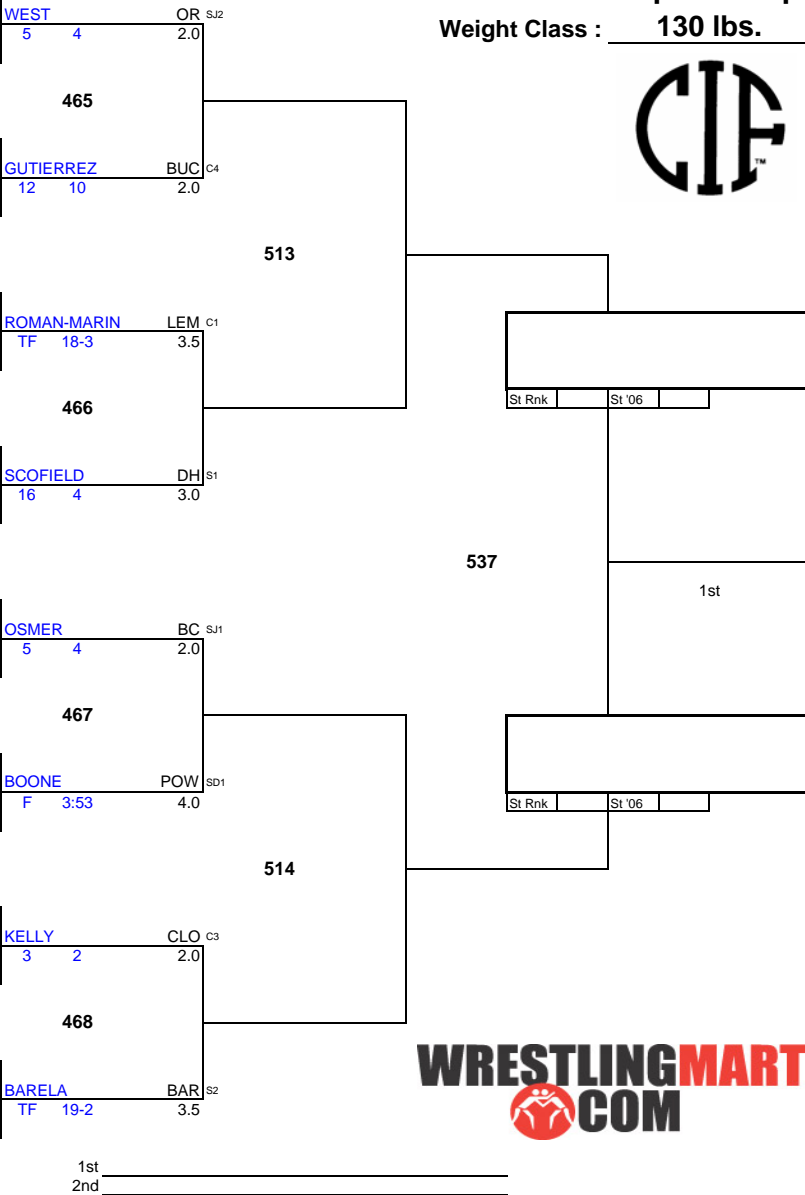 WEST OR SJ2
5 4 2.0
Weight Class : 130 lbs.
465
CIF
TM
GUTIERREZ BUC C4
12 10 2.0
513
ROMAN-MARIN LEM C1
TF 18-3 3.5
St Rnk St '06
466
SCOFIELD DH S1
16 4 3.0
537
1st
OSMER BC SJ1
5 4 2.0
467
BOONE POW SD1
F 3:53 4.0
St Rnk St '06
514
KELLY CLO C3
3 2 2.0
468
WRESTLINGMART
COM
BARELA BAR S2
TF 19-2 3.5
1st
2nd